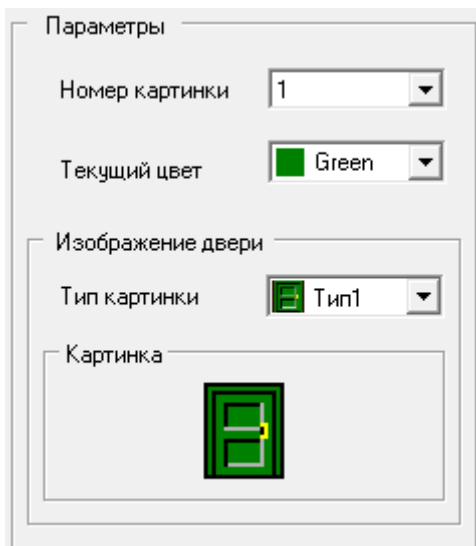 Параметры
Номер картинки 1
Текущий цвет Green
Изображение двери
Тип картинки Тип1
Картинка